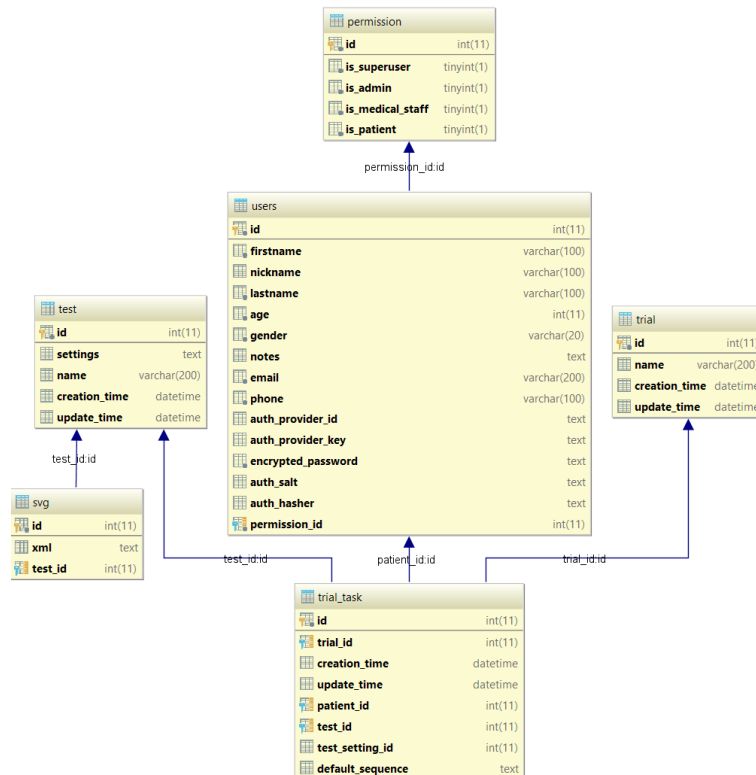 permission
id int(11)
is_superuser tinyint(1)
is_admin tinyint(1)
is_medical_staff tinyint(1)
is_patient tinyint(1)
permission_id:id
users
id int(11)
firstname varchar(100)
nickname varchar(100)
lastname varchar(100)
age int(11)
gender varchar(20)
notes text
email varchar(200)
phone varchar(100)
auth_provider_id text
auth_provider_key text
encrypted_password text
auth_salt text
auth_hasher text
permission_id int(11)
test
id int(11)
settings text
name varchar(200)
creation_time datetime
update_time datetime
trial
id int(11)
name varchar(200)
creation_time datetime
update_time datetime
test_id:id
svg
id int(11)
xml text
test_id int(11)
test_id:id
patient_id:id
trial_id:id
trial_task
id int(11)
trial_id int(11)
creation_time datetime
update_time datetime
patient_id int(11)
test_id int(11)
test_setting_id int(11)
default_sequence text